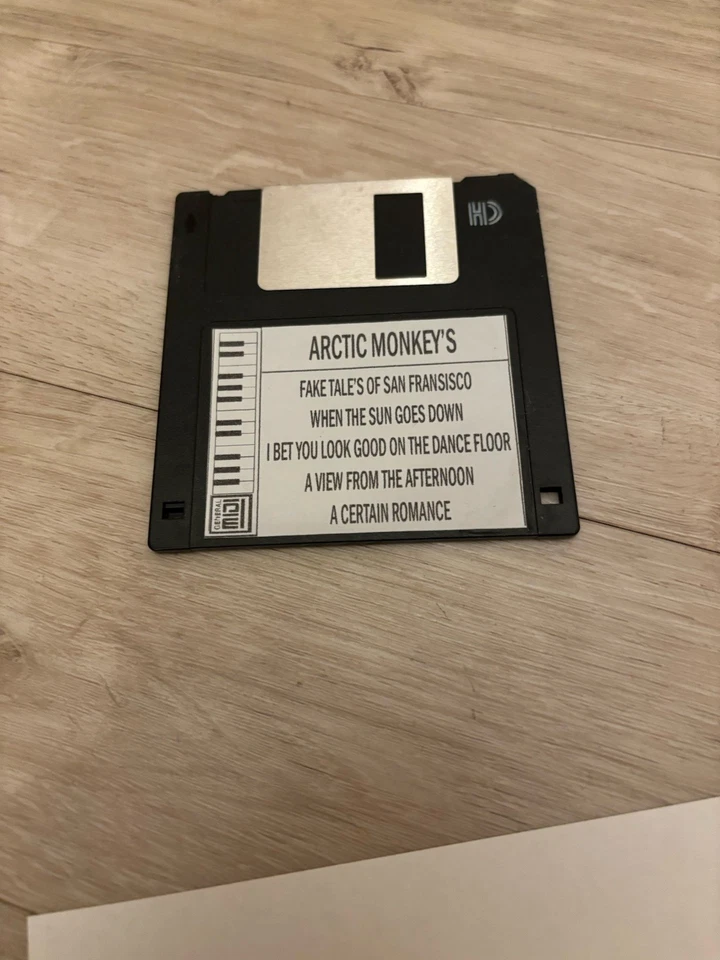 HD
ARCTIC MONKEY'S
FAKE TALE'S OF SAN FRANSISCO
WHEN THE SUN GOES DOWN
I BET YOU LOOK GOOD ON THE DANCE FLOOR
A VIEW FROM THE AFTERNOON
A CERTAIN ROMANCE
GENERAL
MIDI